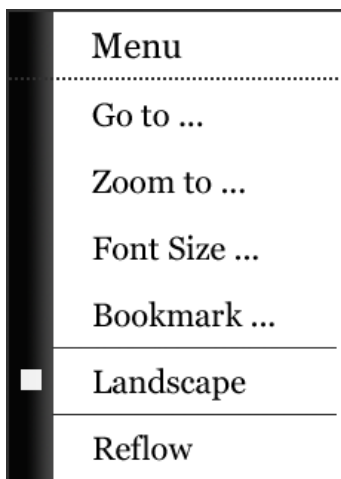 Menu
Go to ...
Zoom to ...
Font Size ...
Bookmark ...
Landscape
Reflow